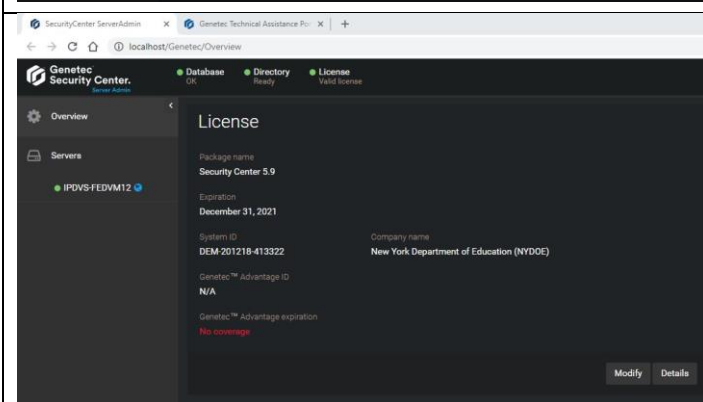 SecurityCenter ServerAdmin
Genetec Technical Assistance Por
localhost/Genetec/Overview
Genetec
Security Center.
Server Admin
Database
OK
Directory
Ready
License
Valid license
Overview
Servers
IPDVS-FEDVM12
License
Package name
Security Center 5.9
Expiration
December 31, 2021
System ID
Company name
DEM-201218-413322
New York Department of Education (NYDOE)
Genetec™ Advantage ID
N/A
Genetec™ Advantage expiration
No coverage
Modify
Details